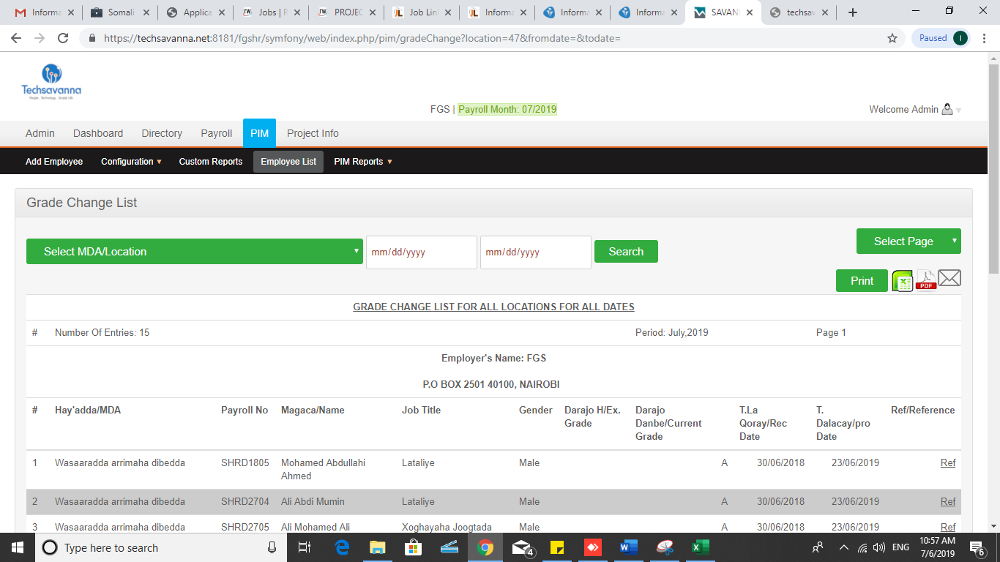 Informa
Somali
Applica
Jobs | R
PROJEC
Job Lin
Informa
Informa
Informa
SAVAN
techsav
https://techsavanna.net:8181/fgshr/symfony/web/index.php/pim/gradeChange?location=47&fromdate=&todate=
Paused
I
Techsavanna
People. Technology. Simple Life
FGS | Payroll Month: 07/2019
Welcome Admin
Admin Dashboard Directory Payroll PIM Project Info
Add Employee Configuration Custom Reports Employee List PIM Reports
Grade Change List
Select MDA/Location mm/dd/yyyy mm/dd/yyyy Search Select Page
Print
PDF
GRADE CHANGE LIST FOR ALL LOCATIONS FOR ALL DATES
# Number Of Entries: 15 Period: July,2019 Page 1
Employer's Name: FGS
P.O BOX 2501 40100, NAIROBI
# Hay'adda/MDA Payroll No Magaca/Name Job Title Gender Darajo H/Ex. Grade Darajo Danbe/Current Grade T.La Qoray/Rec Date T. Dalacay/pro Date Ref/Reference
1 Wasaaradda arrimaha dibedda SHRD1805 Mohamed Abdullahi Ahmed Lataliye Male A 30/06/2018 23/06/2019 Ref
2 Wasaaradda arrimaha dibedda SHRD2704 Ali Abdi Mumin Lataliye Male A 30/06/2018 23/06/2019 Ref
3 Wasaaradda arrimaha dibedda SHRD2705 Ali Mohamed Ali Xoghayaha Joogtada Male A 30/06/2018 23/06/2019 Ref
Type here to search
4
ENG
10:57 AM
7/6/2019
6